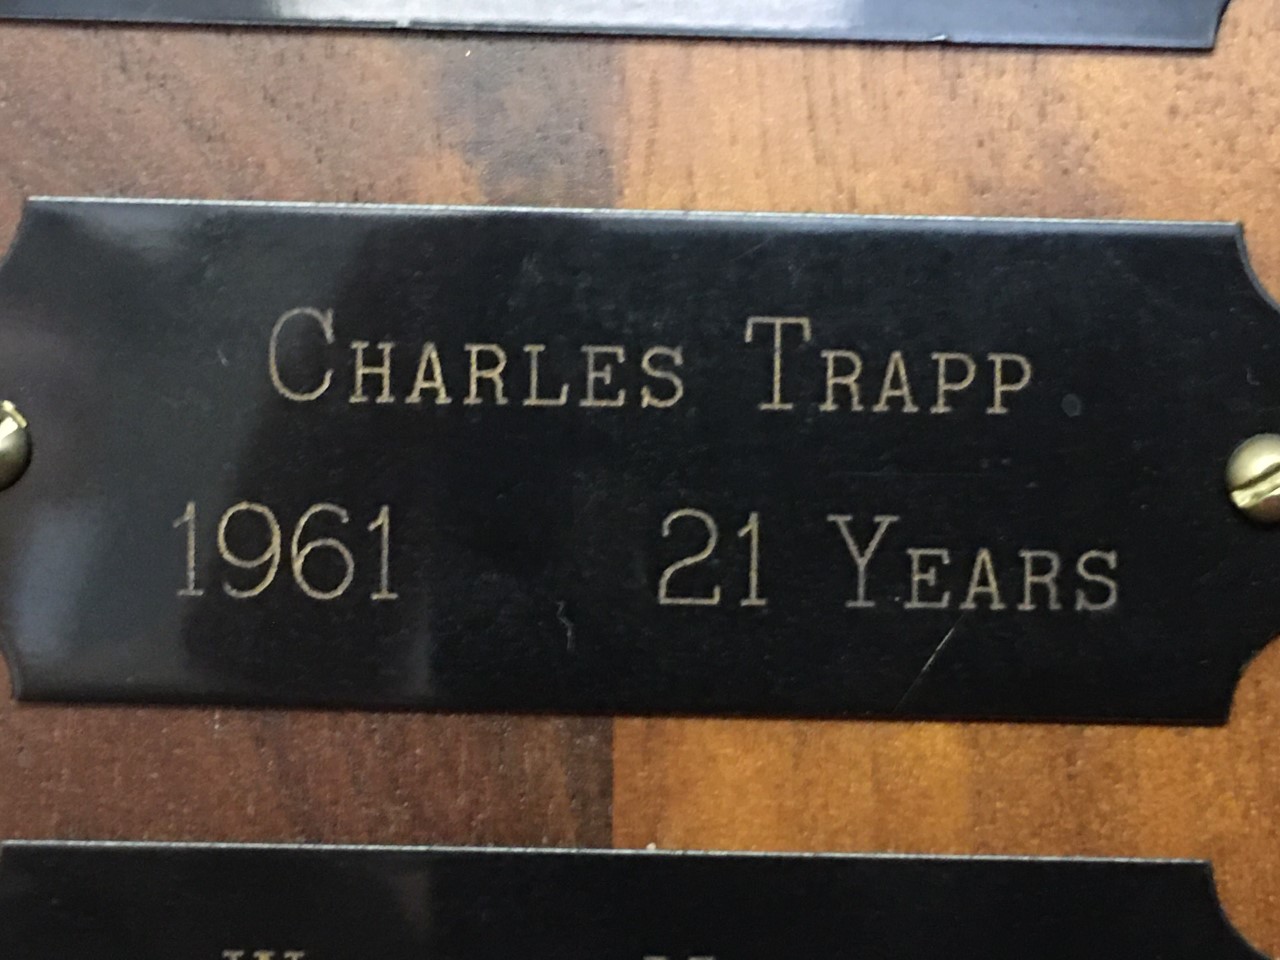 Charles Trapp
1961 21 Years